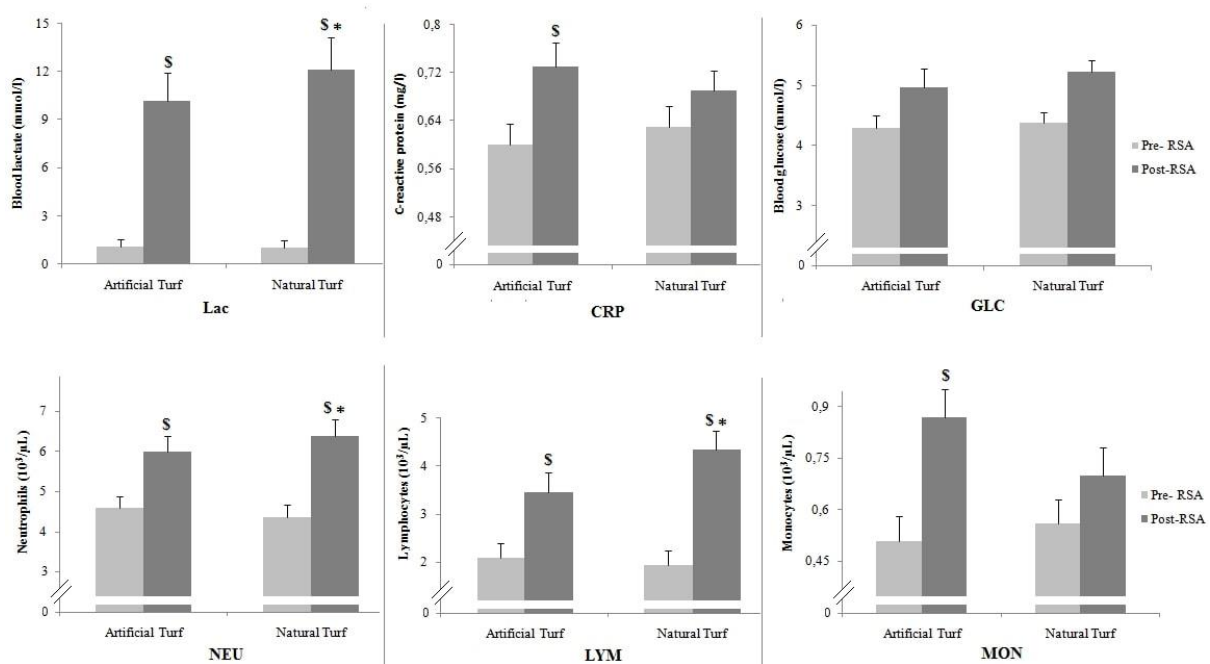 Blood lactate (mmol/l)
15
12
9
6
3
0
$
$ *
Artificial Turf
Natural Turf
Lac
C-reactive protein (mg/l)
0,8
0,72
0,64
0,56
0,48
0
$
Artificial Turf
Natural Turf
CRP
Blood glucose (mmol/l)
6
5
4
3
0
Artificial Turf
Natural Turf
GLC
Pre- RSA
Post-RSA
Neutrophils (10³/µL)
7
6
5
4
3
0
$
$ *
Artificial Turf
Natural Turf
NEU
Lymphocytes (10³/µL)
5
4
3
2
0
$
$ *
Artificial Turf
Natural Turf
LYM
Monocytes (10³/µL)
0,9
0,75
0,6
0,45
0
$
Artificial Turf
Natural Turf
MON
Pre- RSA
Post-RSA